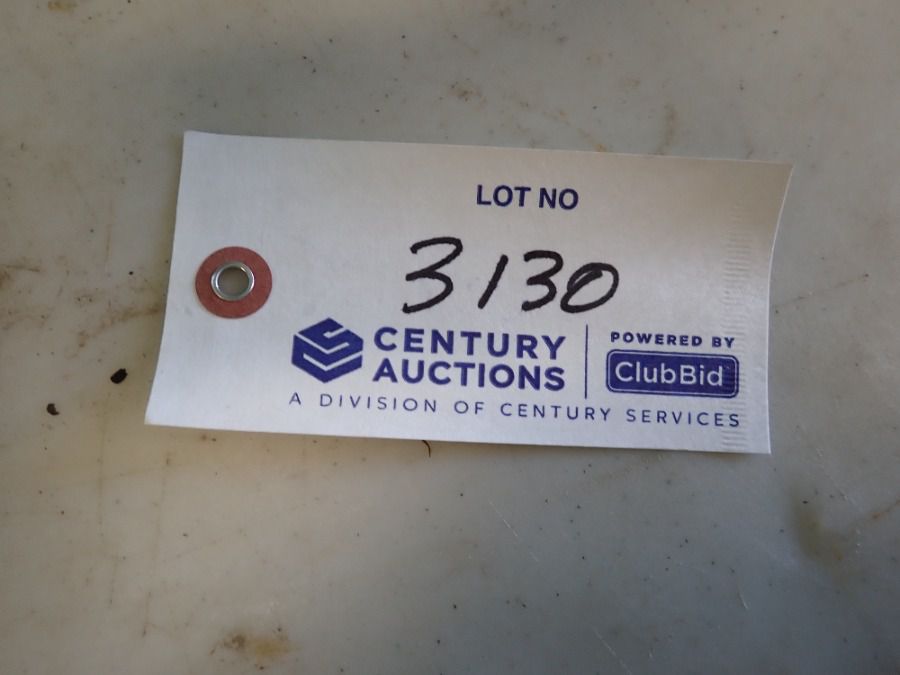 LOT NO
3130
CENTURY AUCTIONS
POWERED BY
ClubBid
A DIVISION OF CENTURY SERVICES